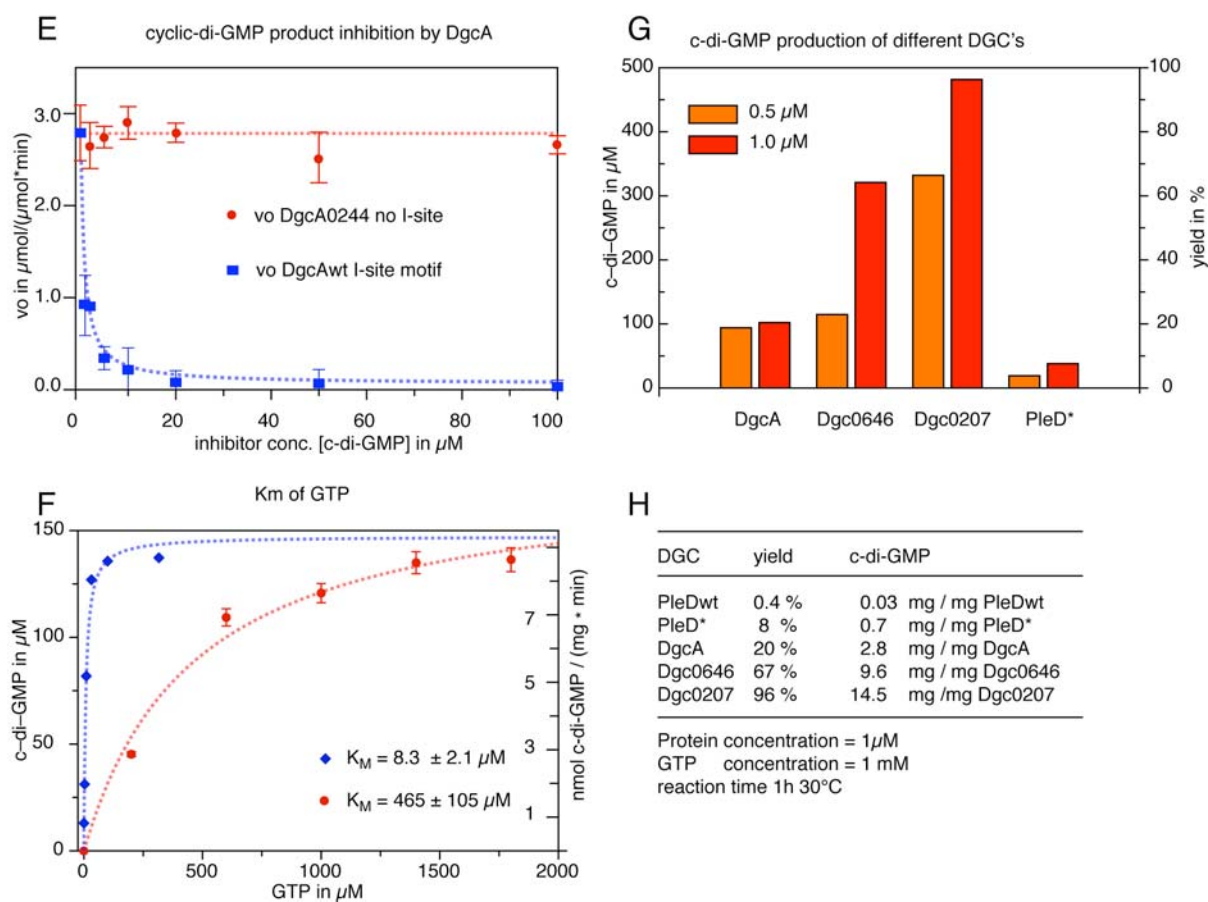 E
cyclic-di-GMP product inhibition by DgcA
3.0
2.0
1.0
0.0
vo in µmol/(µmol*min)
vo DgcA0244 no I-site
vo DgcAwt I-site motif
0 20 40 60 80 100
inhibitor conc. [c-di-GMP] in µM
G
c-di-GMP production of different DGC's
500
400
300
200
100
0
c–di–GMP in µM
0.5 µM
1.0 µM
100
80
60
40
20
0
yield in %
DgcA Dgc0646 Dgc0207 PleD*
F
Km of GTP
150
100
50
0
c–di–GMP in µM
7
5
3
1
nmol c-di-GMP / (mg * min)
K_M = 8.3 ± 2.1 µM
K_M = 465 ± 105 µM
0 500 1000 1500 2000
GTP in µM
H
DGC yield c-di-GMP
PleDwt 0.4 % 0.03 mg / mg PleDwt
PleD* 8 % 0.7 mg / mg PleD*
DgcA 20 % 2.8 mg / mg DgcA
Dgc0646 67 % 9.6 mg / mg Dgc0646
Dgc0207 96 % 14.5 mg /mg Dgc0207
Protein concentration = 1µM
GTP concentration = 1 mM
reaction time 1h 30°C